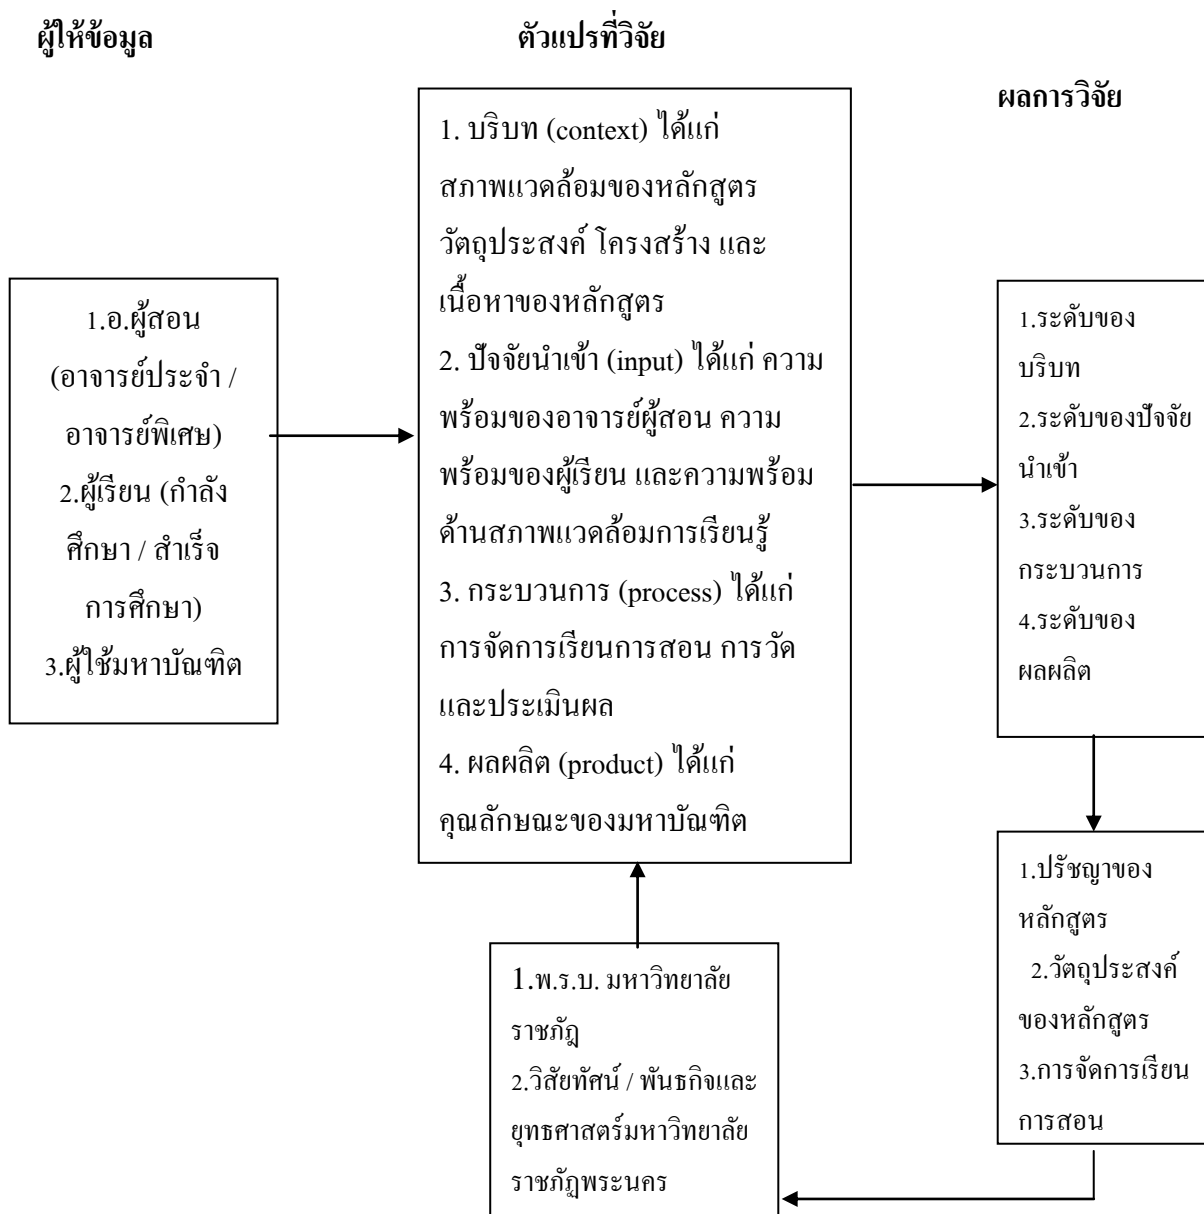 ผู้ให้ข้อมูล
ตัวแปรที่วิจัย
ผลการวิจัย
1.อ.ผู้สอน
(อาจารย์ประจำ /
อาจารย์พิเศษ)
2.ผู้เรียน (กำลัง
ศึกษา / สำเร็จ
การศึกษา)
3.ผู้ใช้มหาบัณฑิต
1. บริบท (context) ได้แก่
สภาพแวดล้อมของหลักสูตร
วัตถุประสงค์ โครงสร้าง และ
เนื้อหาของหลักสูตร
2. ปัจจัยนำเข้า (input) ได้แก่ ความ
พร้อมของอาจารย์ผู้สอน ความ
พร้อมของผู้เรียน และความพร้อม
ด้านสภาพแวดล้อมการเรียนรู้
3. กระบวนการ (process) ได้แก่
การจัดการเรียนการสอน การวัด
และประเมินผล
4. ผลผลิต (product) ได้แก่
คุณลักษณะของมหาบัณฑิต
1.ระดับของ
บริบท
2.ระดับของปัจจัย
นำเข้า
3.ระดับของ
กระบวนการ
4.ระดับของ
ผลผลิต
1.ปรัชญาของ
หลักสูตร
2.วัตถุประสงค์
ของหลักสูตร
3.การจัดการเรียน
การสอน
1.พ.ร.บ. มหาวิทยาลัย
ราชภัฎ
2.วิสัยทัศน์ / พันธกิจและ
ยุทธศาสตร์มหาวิทยาลัย
ราชภัฏพระนคร